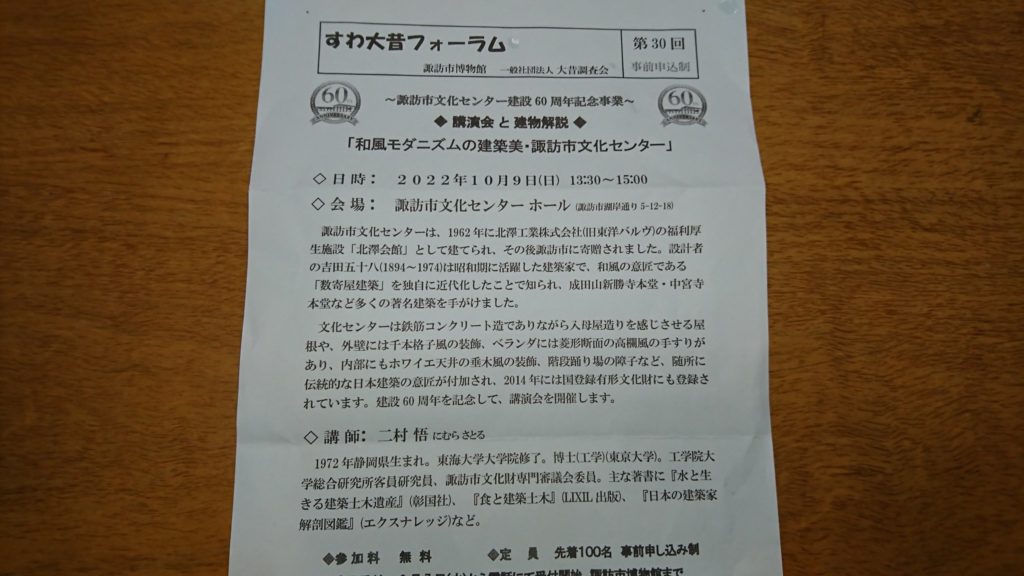 すわ大昔フォーラム
第30回
諏訪市博物館 一般社団法人 大昔調査会
事前申込制
60
60
～諏訪市文化センター建設60周年記念事業～
◆ 講演会 と 建物解説 ◆
「和風モダニズムの建築美・諏訪市文化センター」
◇ 日 時： 2022年10月9日(日) 13:30～15:00
◇ 会 場： 諏訪市文化センター ホール (諏訪市湖岸通り 5-12-18)
諏訪市文化センターは、1962年に北澤工業株式会社(旧東洋バルヴ)の福利厚
生施設「北澤会館」として建てられ、その後諏訪市に寄贈されました。設計者
の吉田五十八(1894～1974)は昭和期に活躍した建築家で、和風の意匠である
「数寄屋建築」を独自に近代化したことで知られ、成田山新勝寺本堂・中宮寺
本堂など多くの著名建築を手がけました。
文化センターは鉄筋コンクリート造でありながら入母屋造りを感じさせる屋
根や、外壁には千本格子風の装飾、ベランダには菱形断面の高欄風の手すりが
あり、内部にもホワイエ天井の垂木風の装飾、階段踊り場の障子など、随所に
伝統的な日本建築の意匠が付加され、2014年には国登録有形文化財にも登録さ
れています。建設60周年を記念して、講演会を開催します。
◇ 講 師： 二村 悟 にむらさとる
1972年静岡県生まれ。東海大学大学院修了。博士(工学)(東京大学)。工学院大
学総合研究所客員研究員、諏訪市文化財専門審議会委員。主な著書に『水と生
きる建築土木遺産』(彰国社)、『食と建築土木』(LIXIL出版)、『日本の建築家
解剖図鑑』(エクスナレッジ)など。
◆参 加 料 無 料 ◆定 員 先着100名 事前申し込み制